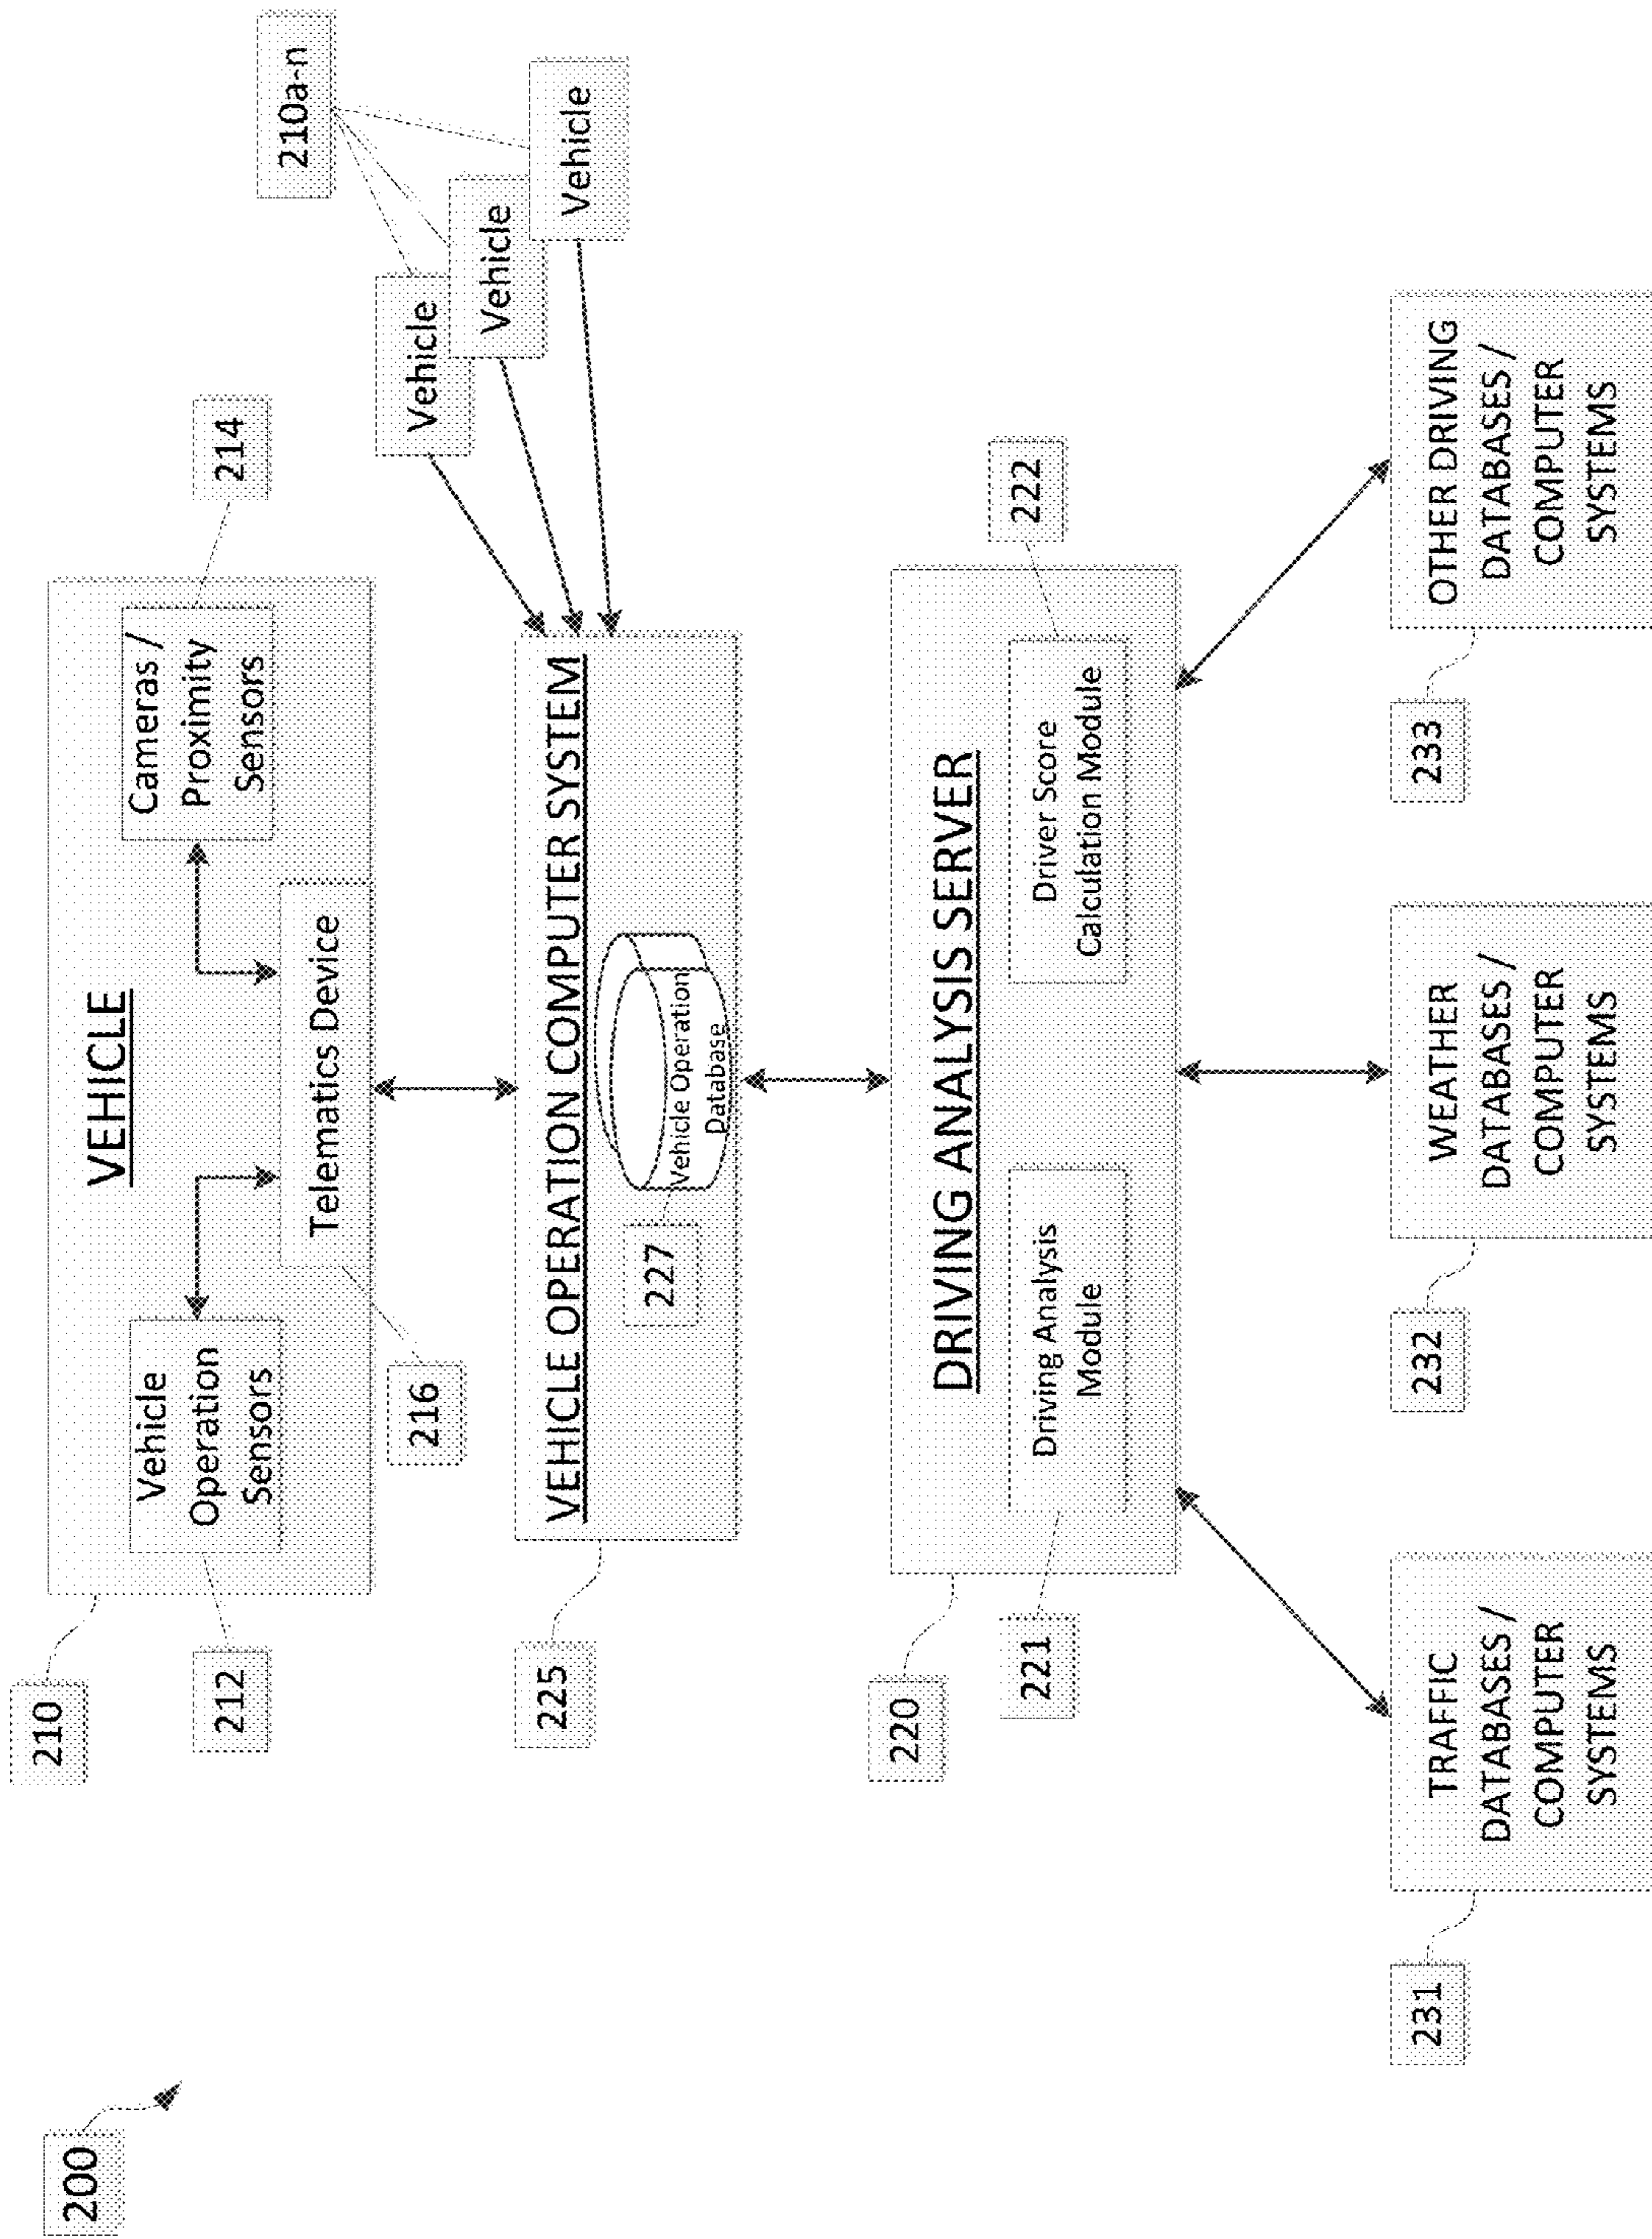 200
210
VEHICLE
212
Vehicle
Operation
Sensors
Cameras /
Proximity
Sensors
214
Telematics Device
216
210a-n
Vehicle
Vehicle
Vehicle
225
VEHICLE OPERATION COMPUTER SYSTEM
227
Vehicle Operation
Database
220
DRIVING ANALYSIS SERVER
221
Driving Analysis
Module
Driver Score
Calculation Module
222
231
TRAFFIC
DATABASES /
COMPUTER
SYSTEMS
232
WEATHER
DATABASES /
COMPUTER
SYSTEMS
233
OTHER DRIVING
DATABASES /
COMPUTER
SYSTEMS